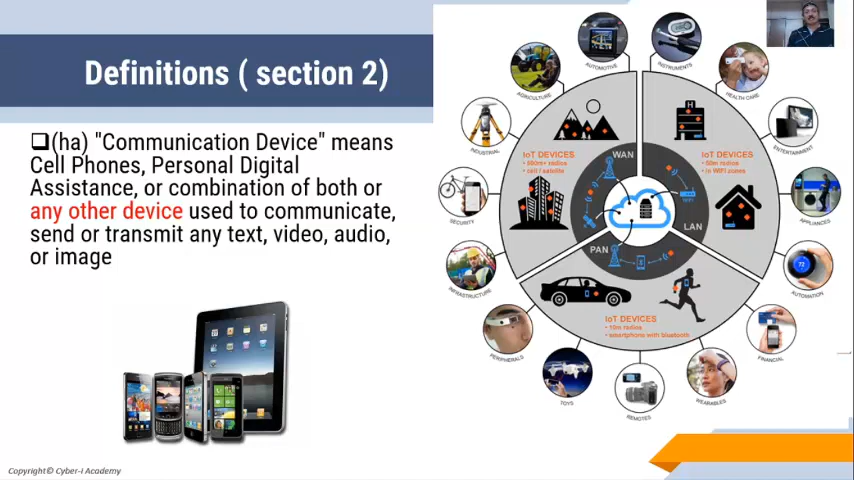 Definitions ( section 2)
(ha) "Communication Device" means
Cell Phones, Personal Digital
Assistance, or combination of both or
any other device used to communicate,
send or transmit any text, video, audio,
or image
AUTOMOTIVE
INSTRUMENTS
AGRICULTURE
HEALTH CARE
INDUSTRIAL
ENTERTAINMENT
SECURITY
APPLIANCES
INFRASTRUCTURE
AUTOMATION
PERIPHERALS
FINANCIAL
TOYS
WEARABLES
REMOTES
IoT DEVICES
• cell / satellite
WAN
IoT DEVICES
• 50m radius
• in WIFI zones
WIFI
LAN
PAN
72
IoT DEVICES
• 10m radius
• smartphone with bluetooth
Copyright© Cyber-I Academy